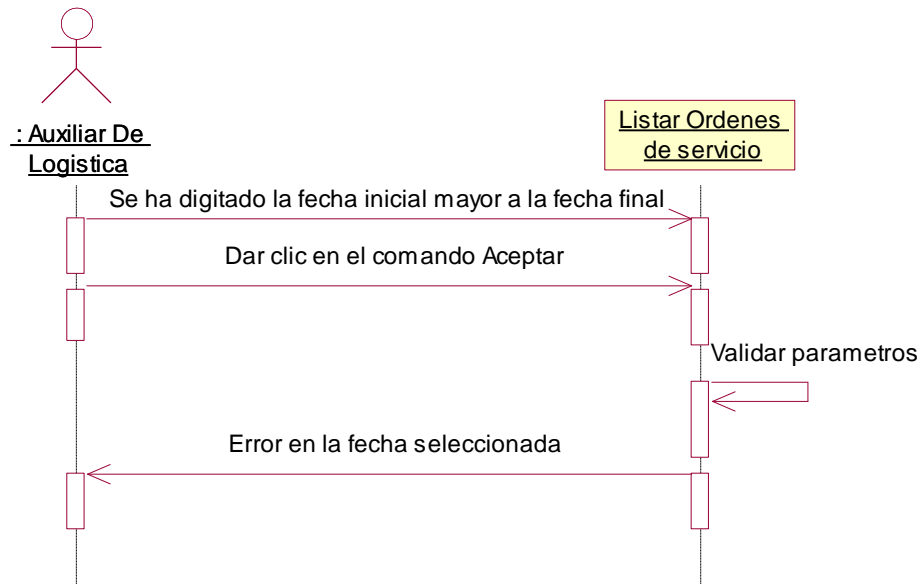 : Auxiliar De
Logistica
Listar Ordenes
de servicio
Se ha digitado la fecha inicial mayor a la fecha final
Dar clic en el comando Aceptar
Validar parametros
Error en la fecha seleccionada